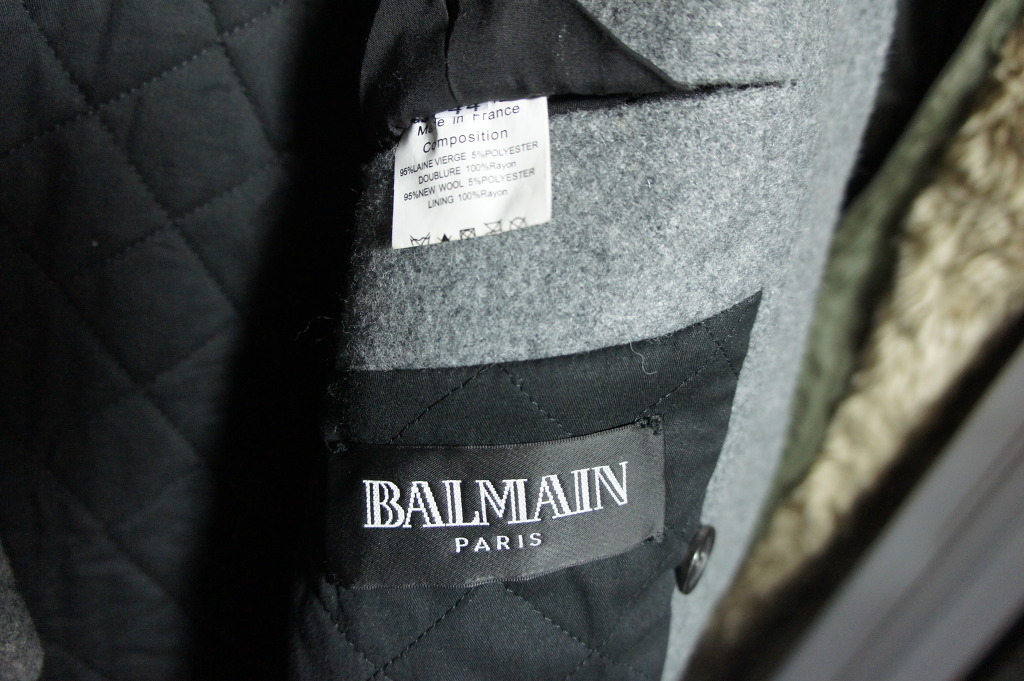 44
Made in France
Composition
95%LAINE VIERGE 5%POLYESTER
DOUBLURE 100%Rayon
95%NEW WOOL 5%POLYESTER
LINING 100%Rayon
BALMAIN
PARIS